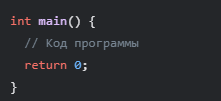 int main() {
  // Код программы
  return 0;
}